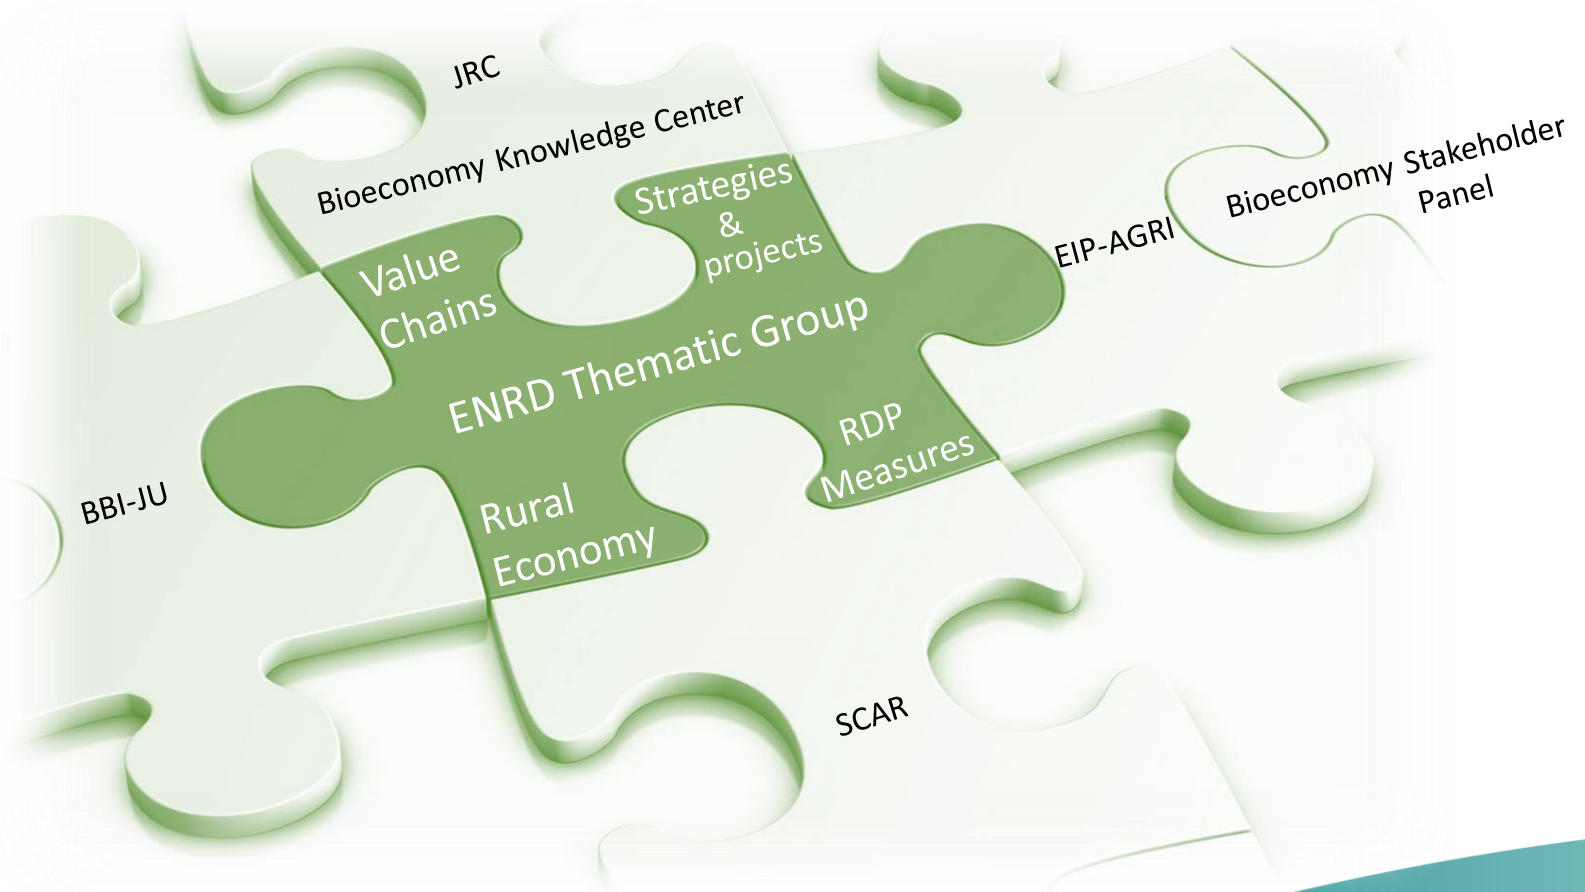 JRC
Bioeconomy Knowledge Center
Strategies
&
projects
Value
Chains
ENRD Thematic Group
EIP-AGRI
Bioeconomy Stakeholder
Panel
RDP
Measures
BBI-JU
Rural
Economy
SCAR